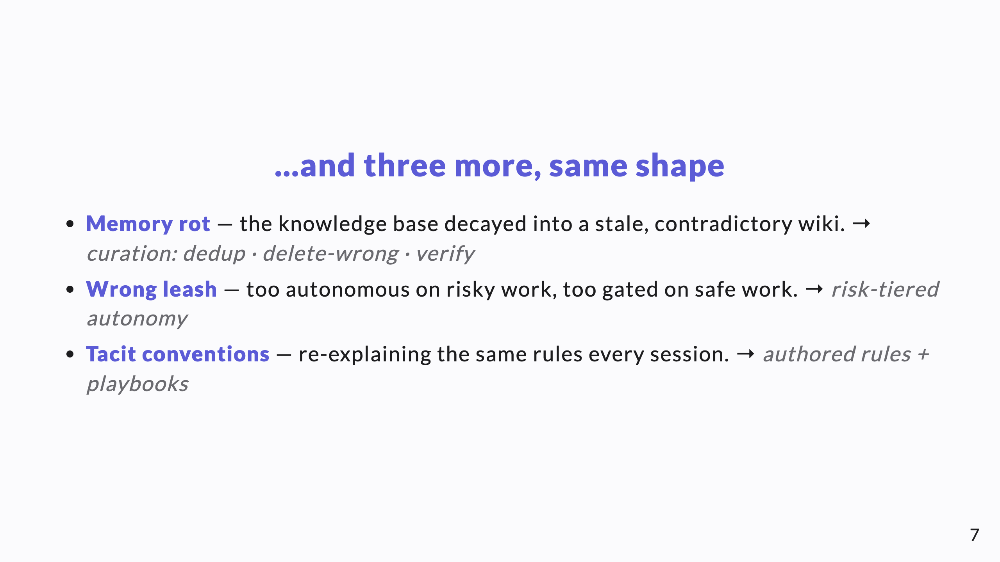 …and three more, same shape
• Memory rot — the knowledge base decayed into a stale, contradictory wiki. →
curation: dedup · delete-wrong · verify
• Wrong leash — too autonomous on risky work, too gated on safe work. → risk-tiered
autonomy
• Tacit conventions — re-explaining the same rules every session. → authored rules +
playbooks
7